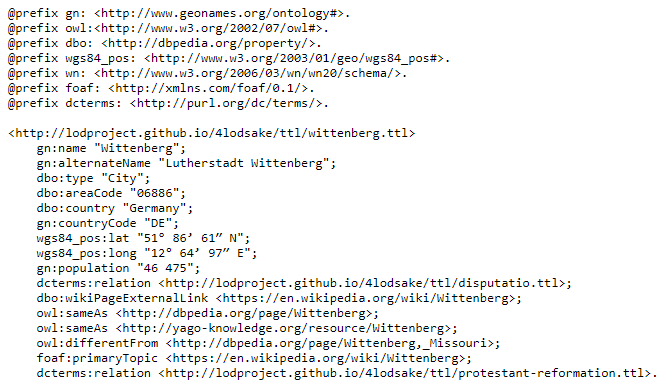 @prefix gn: <http://www.geonames.org/ontology#>.
@prefix owl:<http://www.w3.org/2002/07/owl#>.
@prefix dbo: <http://dbpedia.org/property/>.
@prefix wgs84_pos: <http://www.w3.org/2003/01/geo/wgs84_pos#>.
@prefix wn: <http://www.w3.org/2006/03/wn/wn20/schema/>.
@prefix foaf: <http://xmlns.com/foaf/0.1/>.
@prefix dcterms: <http://purl.org/dc/terms/>.

<http://lodproject.github.io/4lodsake/ttl/wittenberg.ttl>
    gn:name "Wittenberg";
    gn:alternateName "Lutherstadt Wittenberg";
    dbo:type "City";
    dbo:areaCode "06886";
    dbo:country "Germany";
    gn:countryCode "DE";
    wgs84_pos:lat "51° 86’ 61” N";
    wgs84_pos:long "12° 64’ 97” E";
    gn:population "46 475";
    dcterms:relation <http://lodproject.github.io/4lodsake/ttl/disputatio.ttl>;
    dbo:wikiPageExternalLink <https://en.wikipedia.org/wiki/Wittenberg>;
    owl:sameAs <http://dbpedia.org/page/Wittenberg>;
    owl:sameAs <http://yago-knowledge.org/resource/Wittenberg>;
    owl:differentFrom <http://dbpedia.org/page/Wittenberg,_Missouri>;
    foaf:primaryTopic <https://en.wikipedia.org/wiki/Wittenberg>;
    dcterms:relation <http://lodproject.github.io/4lodsake/ttl/protestant-reformation.ttl>.